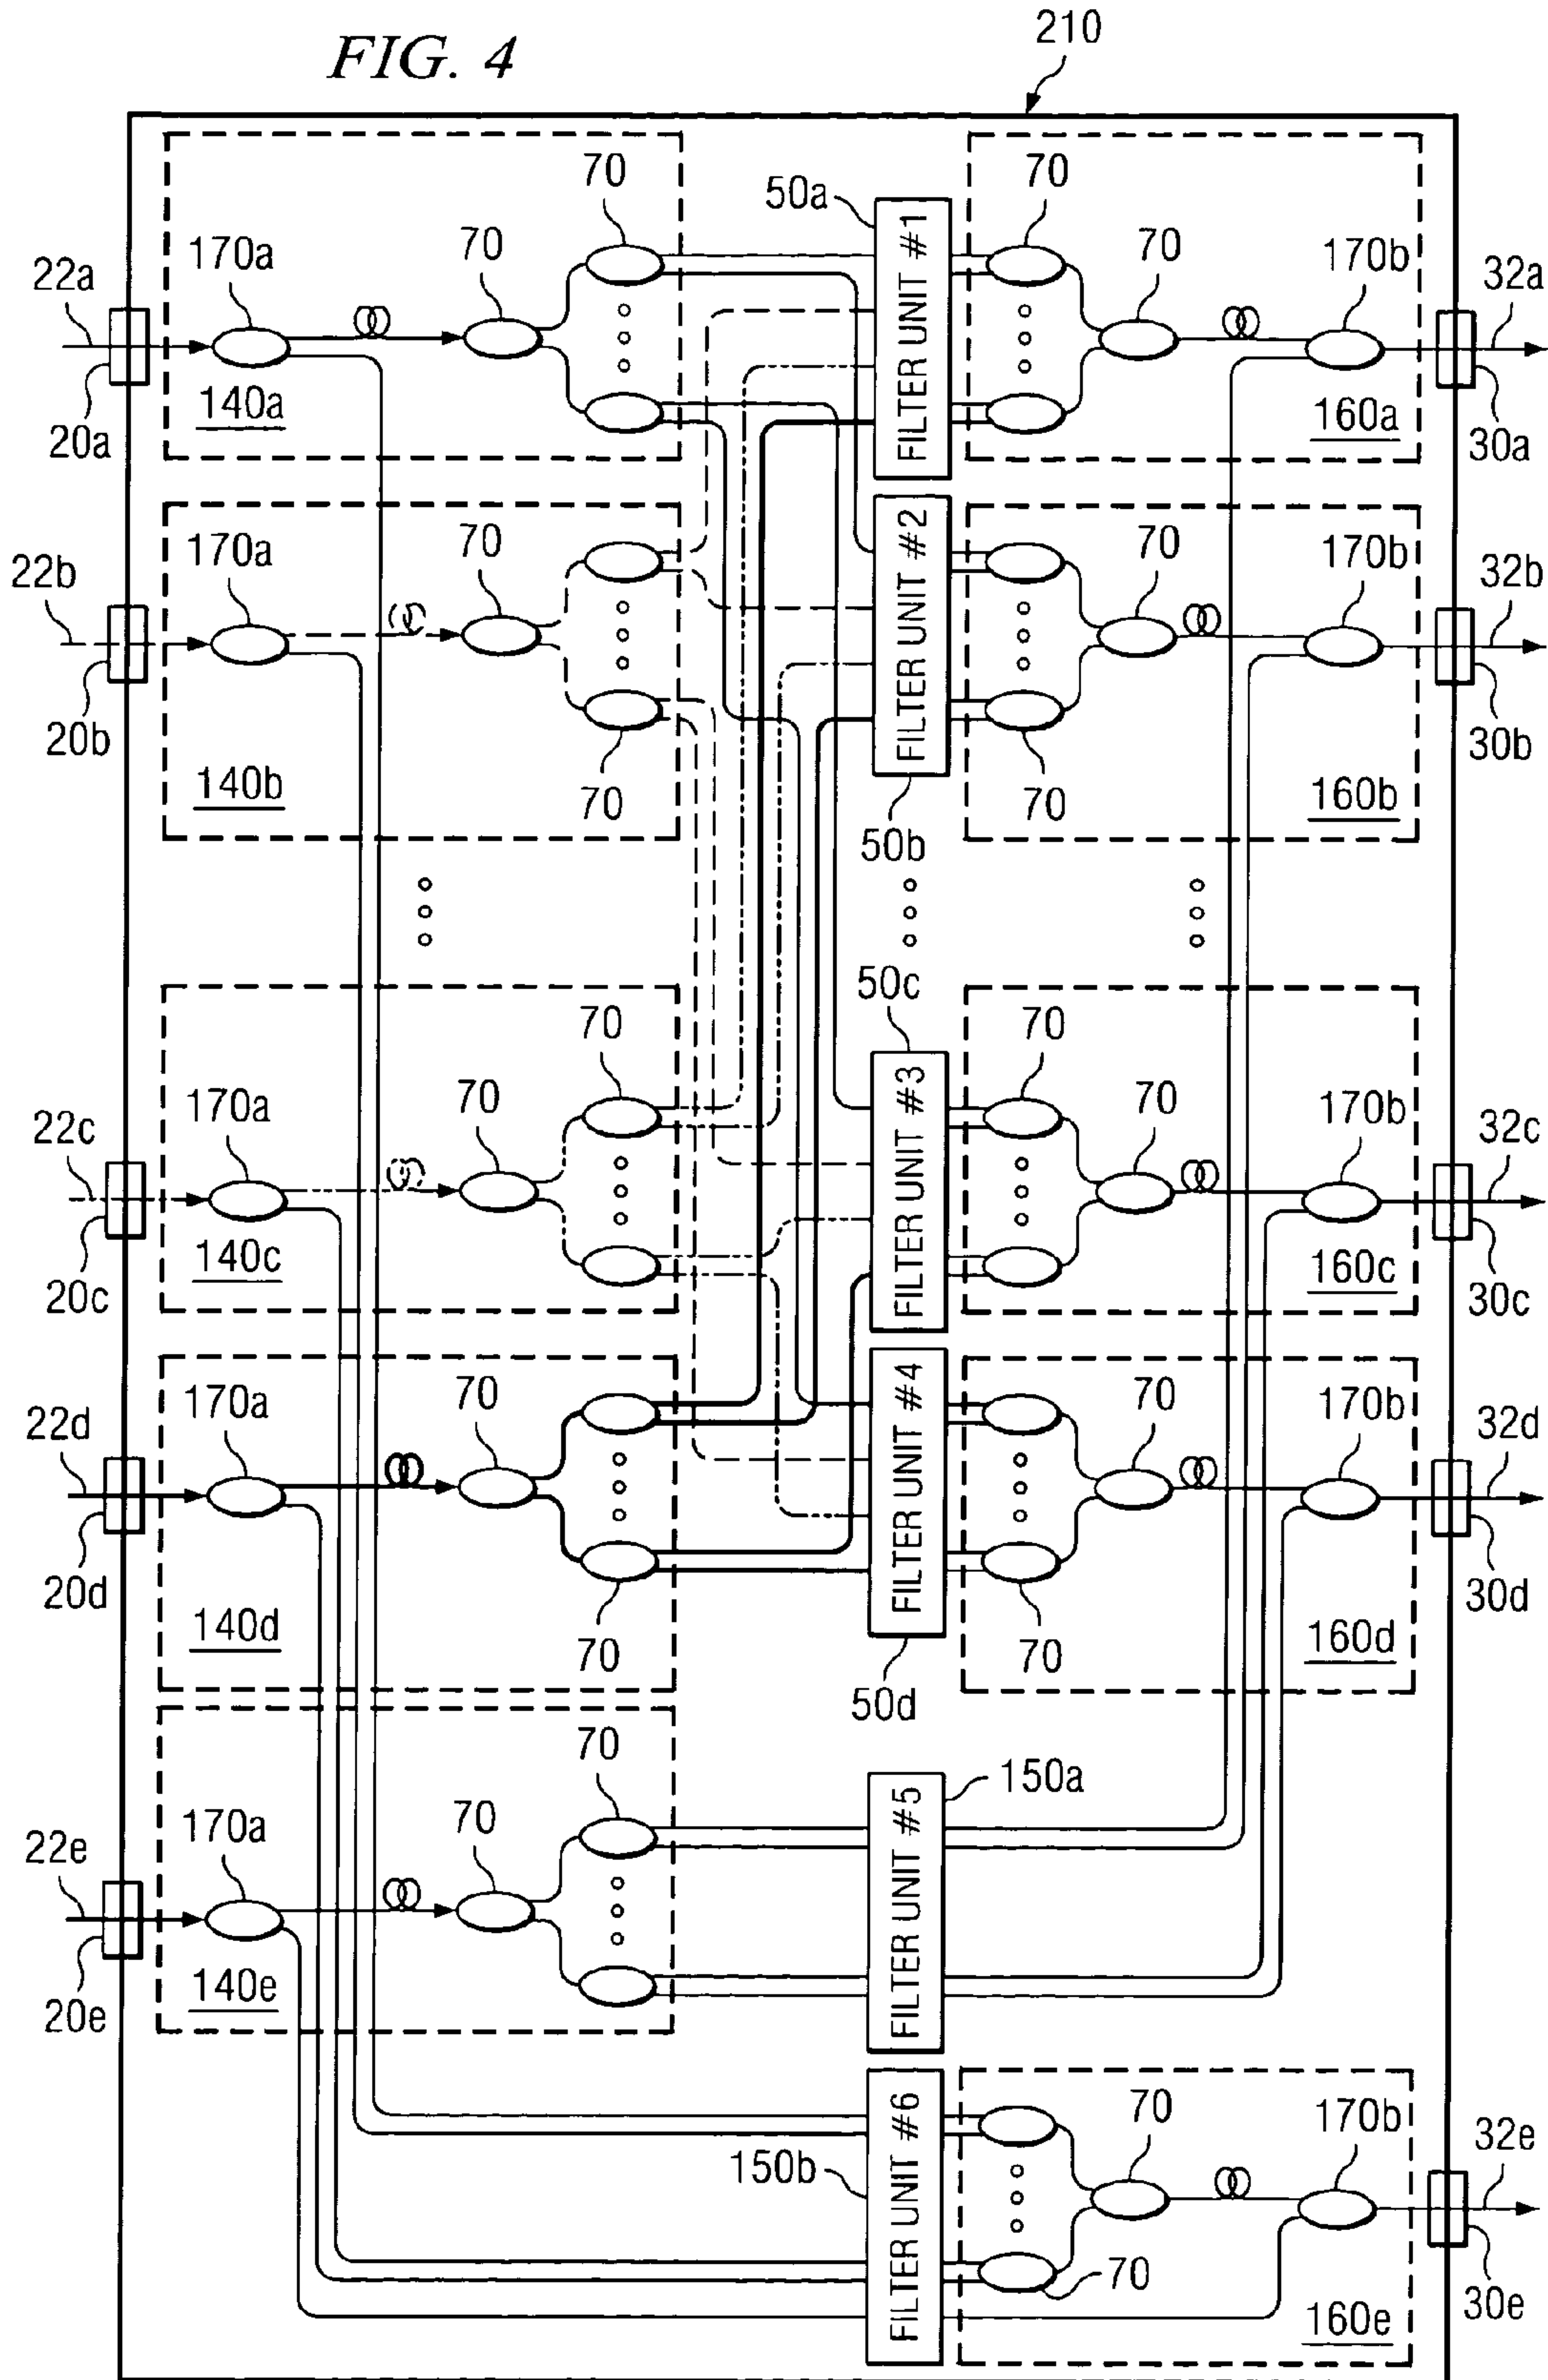 FIG. 4
210
70
70
50a
FILTER UNIT #1
70
70
170a
170b
22a
32a
140a
160a
20a
30a
170a
70
70
FILTER UNIT #2
70
170b
22b
32b
20b
30b
140b
70
50b
70
160b
50c
70
70
170a
70
FILTER UNIT #3
70
170b
22c
32c
140c
160c
20c
30c
170a
70
FILTER UNIT #4
70
170b
22d
32d
20d
30d
140d
70
50d
70
160d
70
150a
170a
70
FILTER UNIT #5
22e
140e
20e
FILTER UNIT #6
70
170b
150b
32e
70
30e
160e